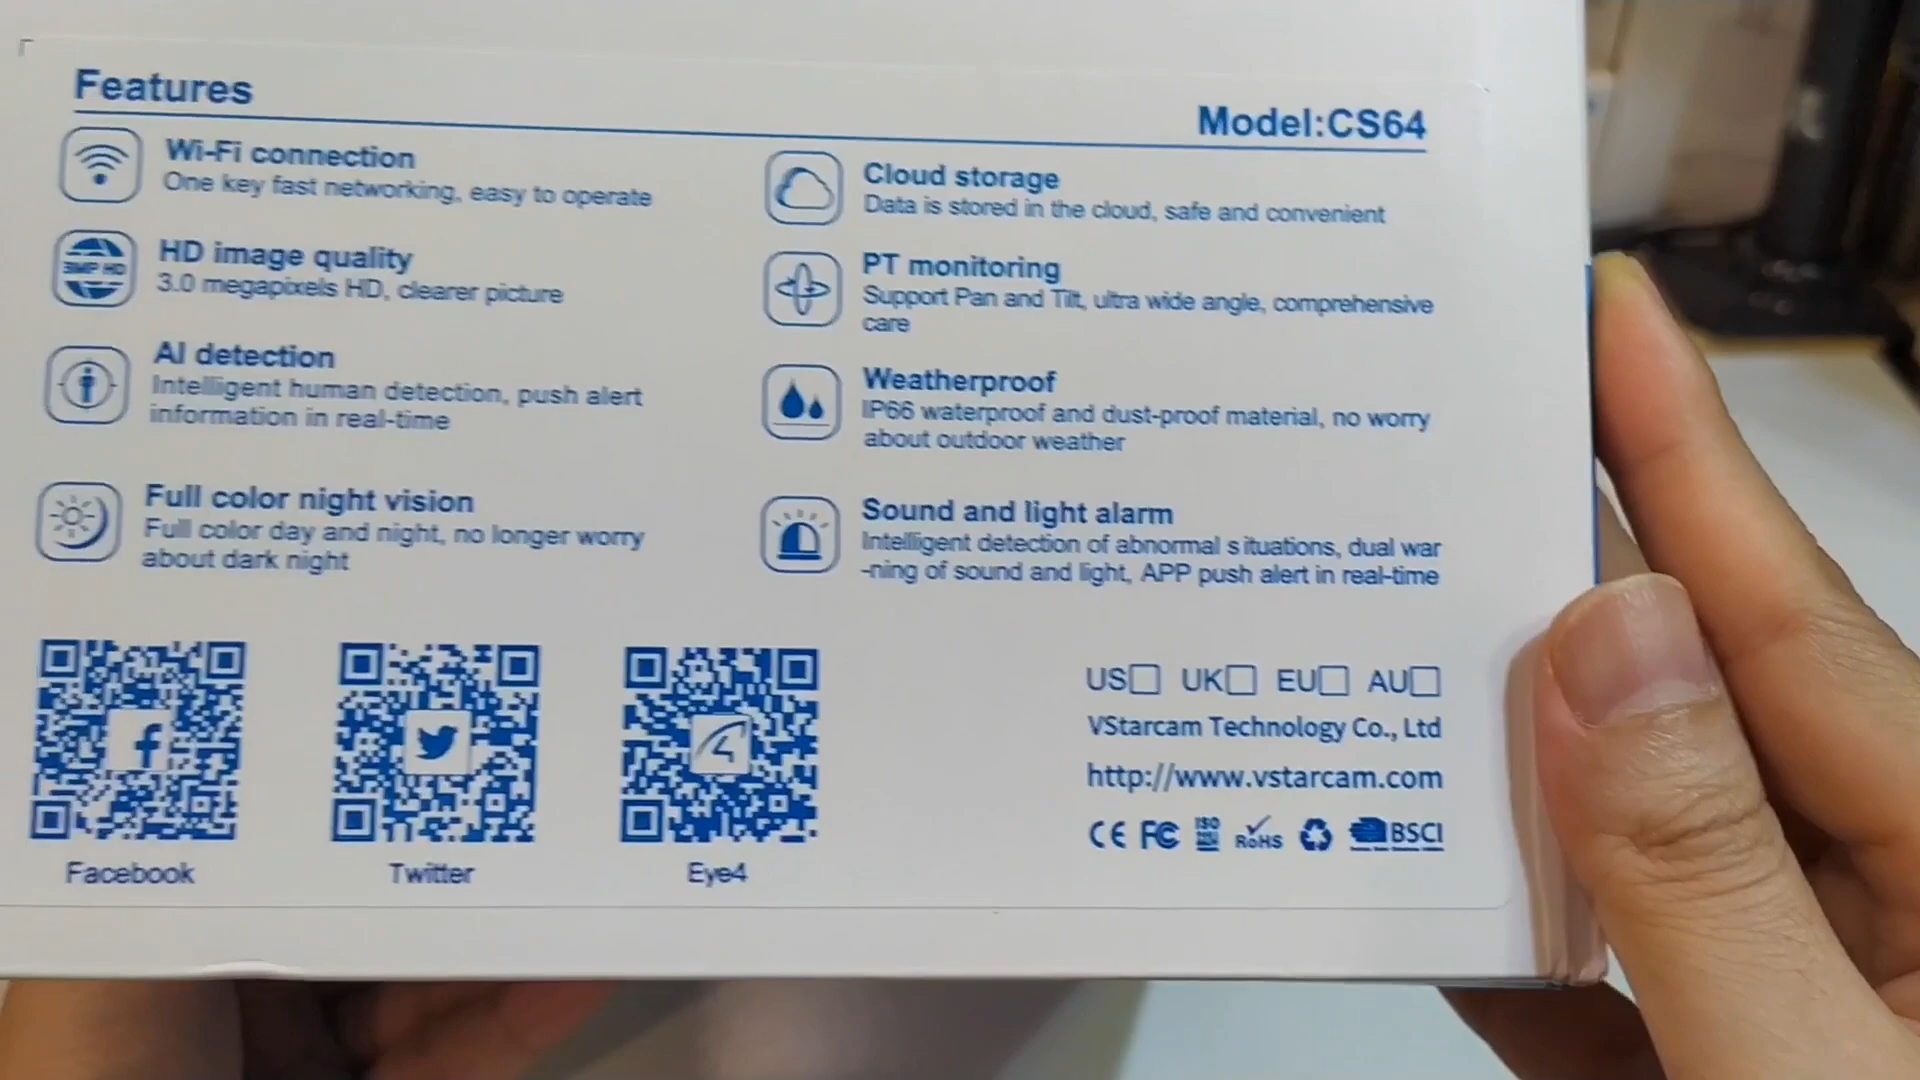 Features
Model:CS64
Wi-Fi connection
One key fast networking, easy to operate
3MP HD
HD image quality
3.0 megapixels HD, clearer picture
AI detection
Intelligent human detection, push alert
information in real-time
Full color night vision
Full color day and night, no longer worry
about dark night
Cloud storage
Data is stored in the cloud, safe and convenient
PT monitoring
Support Pan and Tilt, ultra wide angle, comprehensive
care
Weatherproof
IP66 waterproof and dust-proof material, no worry
about outdoor weather
Sound and light alarm
Intelligent detection of abnormal situations, dual war
-ning of sound and light, APP push alert in real-time
Facebook
Twitter
Eye4
US UK EU AU
VStarcam Technology Co., Ltd
http://www.vstarcam.com
CE FC ISO RoHS BSCI